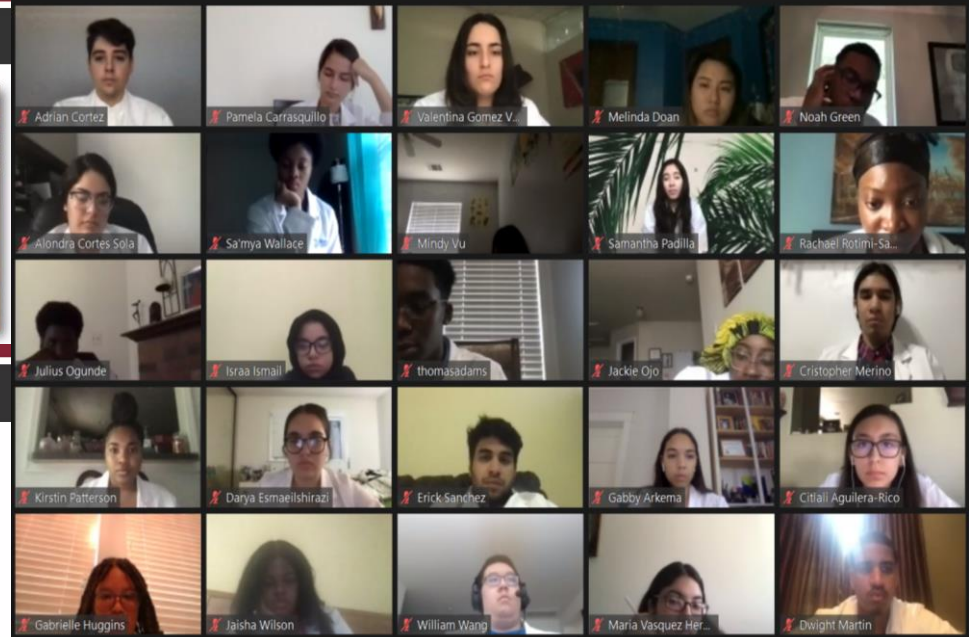 Adrian Cortez
Pamela Carrasquillo
Valentina Gomez V...
Melinda Doan
Noah Green
Alondra Cortes Sola
Sa'mya Wallace
Mindy Vu
Samantha Padilla
Rachael Rotimi-Sa...
Julius Ogunde
Israa Ismail
thomasadams
Jackie Ojo
Cristopher Merino
Kirstin Patterson
Darya Esmaeilshirazi
Erick Sanchez
Gabby Arkema
Citlali Aguilera-Rico
Gabrielle Huggins
Jaisha Wilson
William Wang
Maria Vasquez Her...
Dwight Martin